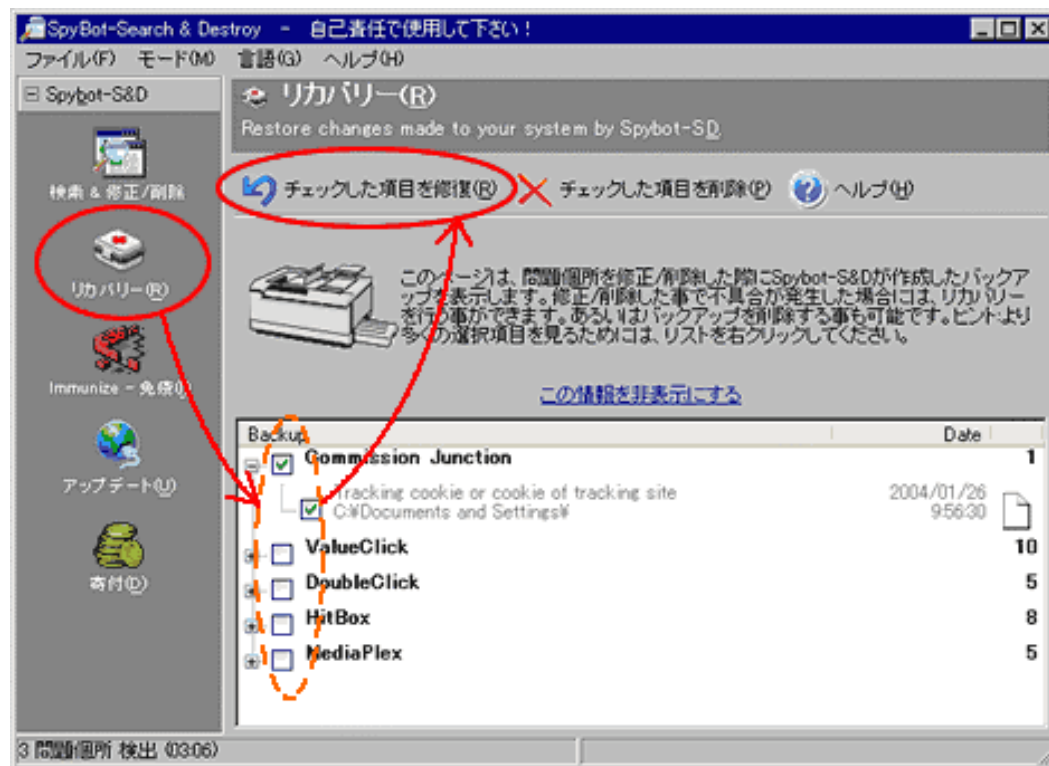 SpyBot-Search & Destroy - 自己責任で使用して下さい!
ファイル(F) モード(M) 言語(G) ヘルプ(H)
Spybot-S&D
検索 & 修正/削除
リカバリー(R)
Immunize - 免疫(I)
アップデート(U)
寄付(D)
リカバリー(R)
Restore changes made to your system by Spybot-SD.
チェックした項目を修復(R) チェックした項目を削除(P) ヘルプ(H)
このページは、問題個所を修正/削除した際にSpybot-S&Dが作成したバックア
ップを表示します。修正/削除した事で不具合が発生した場合には、リカバリー
を行う事ができます。あるいはバックアップを削除する事も可能です。ヒント:より
多くの選択項目を見るためには、リストを右クリックしてください。
この情報を非表示にする
Backup Date
Commission Junction 1
Tracking cookie or cookie of tracking site 2004/01/26
C:¥Documents and Settings¥ 9:56:30
ValueClick 10
DoubleClick 5
HitBox 8
MediaPlex 5
3 問題個所 検出 (03:06)